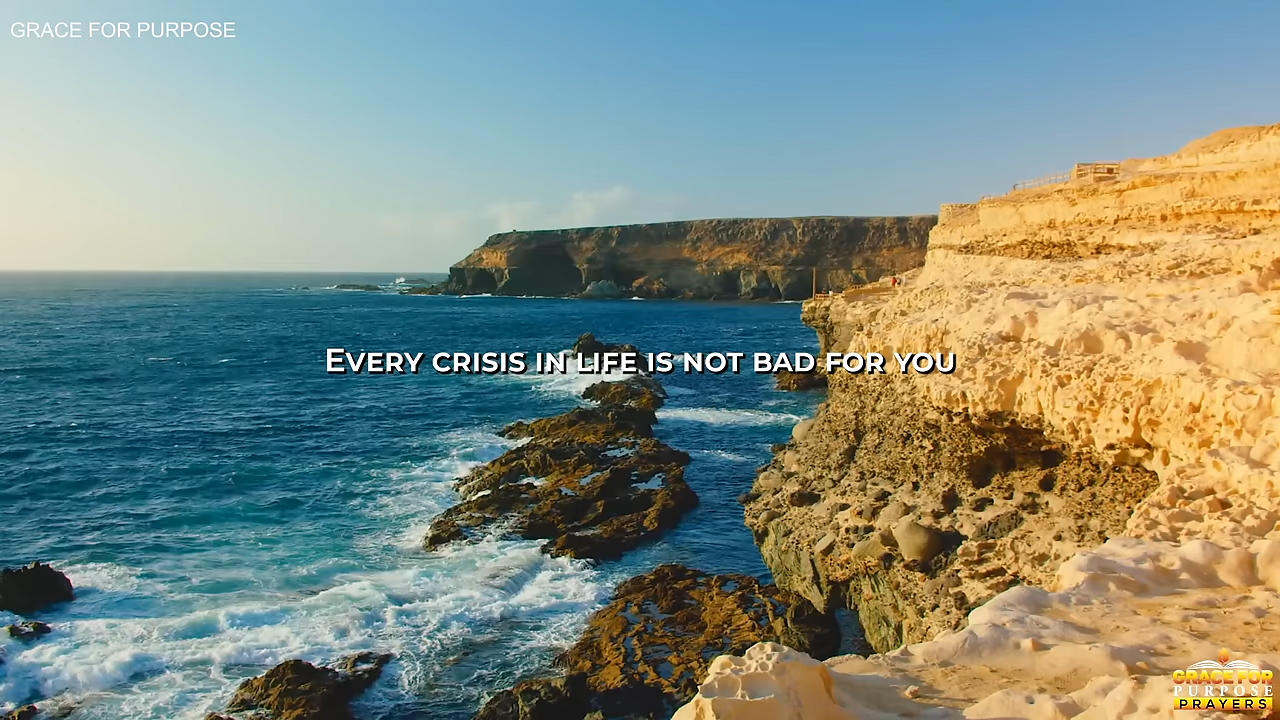 GRACE FOR PURPOSE
EVERY CRISIS IN LIFE IS NOT BAD FOR YOU
GRACE FOR
PURPOSE
PRAYERS